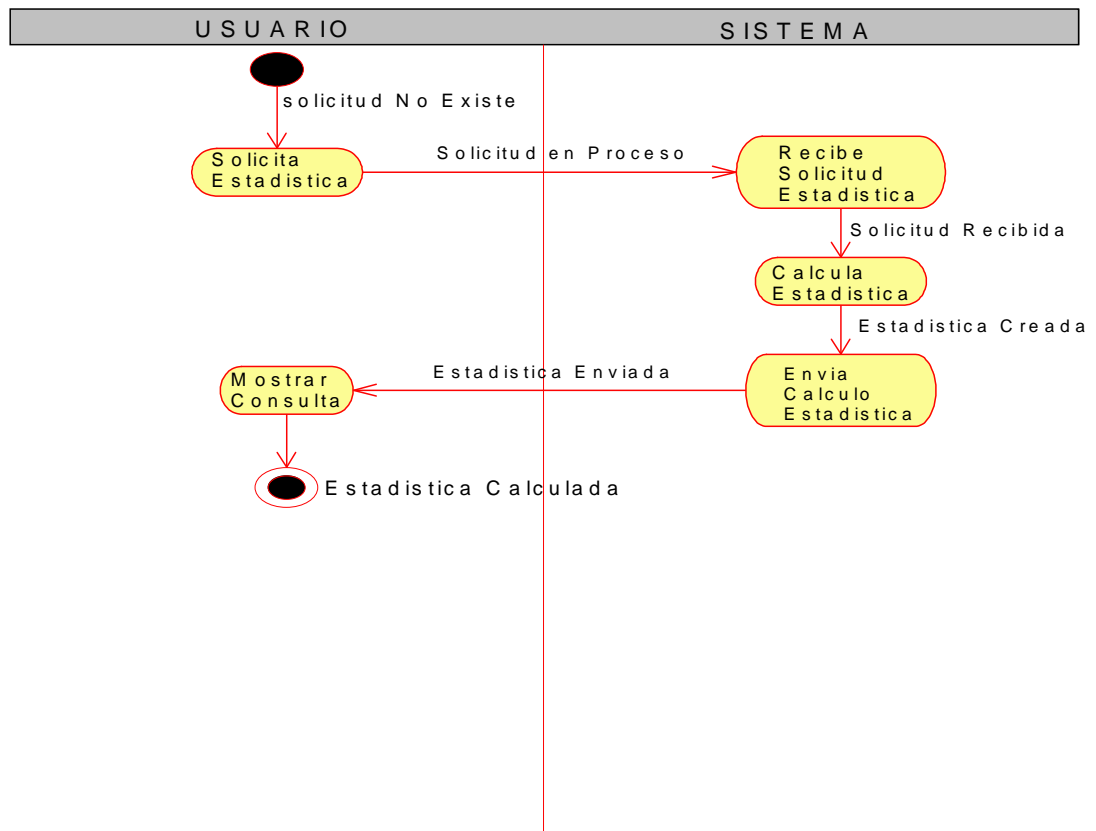 USUARIO
SISTEMA
solicitud No Existe
Solicita
Estadistica
Solicitud en Proceso
Recibe
Solicitud
Estadistica
Solicitud Recibida
Calcula
Estadistica
Estadistica Creada
Mostrar
Consulta
Estadistica Enviada
Envia
Calculo
Estadistica
Estadistica Calculada